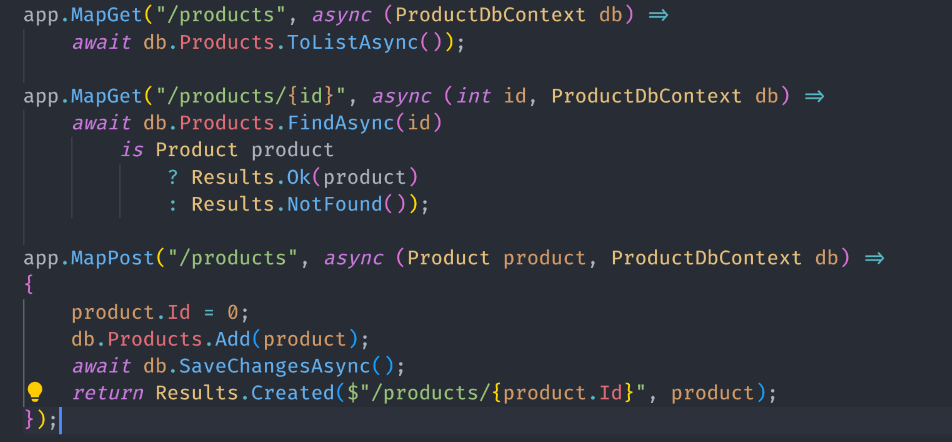 app.MapGet("/products", async (ProductDbContext db) =>
    await db.Products.ToListAsync());

app.MapGet("/products/{id}", async (int id, ProductDbContext db) =>
    await db.Products.FindAsync(id)
        is Product product
            ? Results.Ok(product)
            : Results.NotFound());

app.MapPost("/products", async (Product product, ProductDbContext db) =>
{
    product.Id = 0;
    db.Products.Add(product);
    await db.SaveChangesAsync();
    return Results.Created($"/products/{product.Id}", product);
});